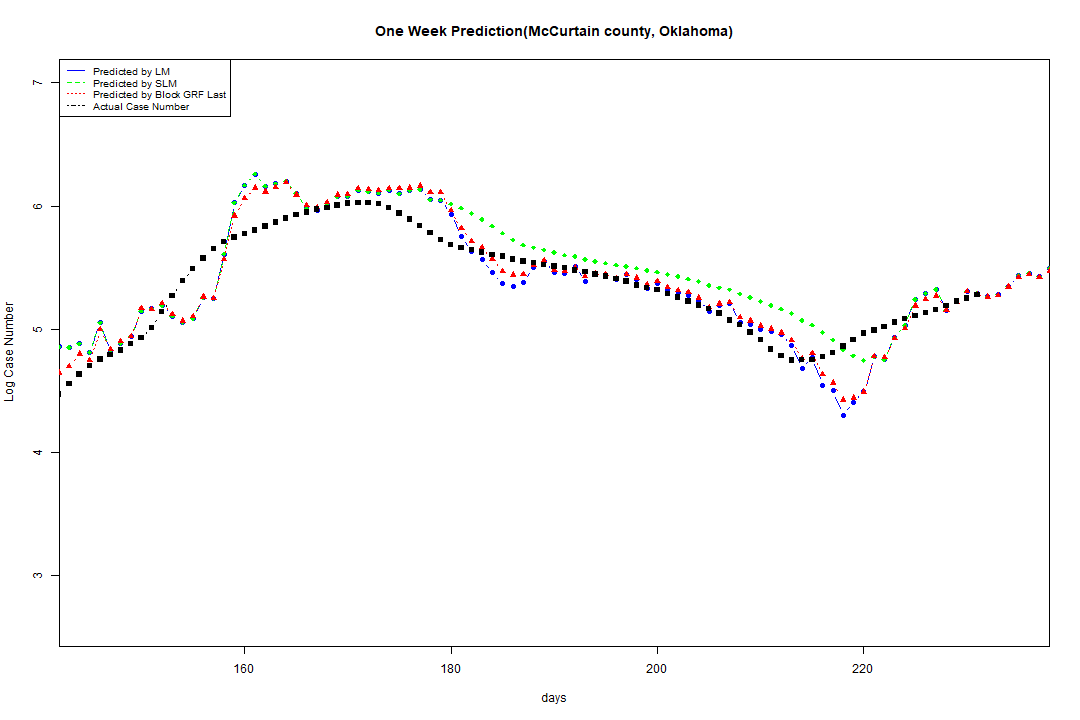 One Week Prediction(McCurtain county, Oklahoma)
Predicted by LM
Predicted by SLM
Predicted by Block GRF Last
Actual Case Number
7
6
5
4
3
Log Case Number
160 180 200 220
days